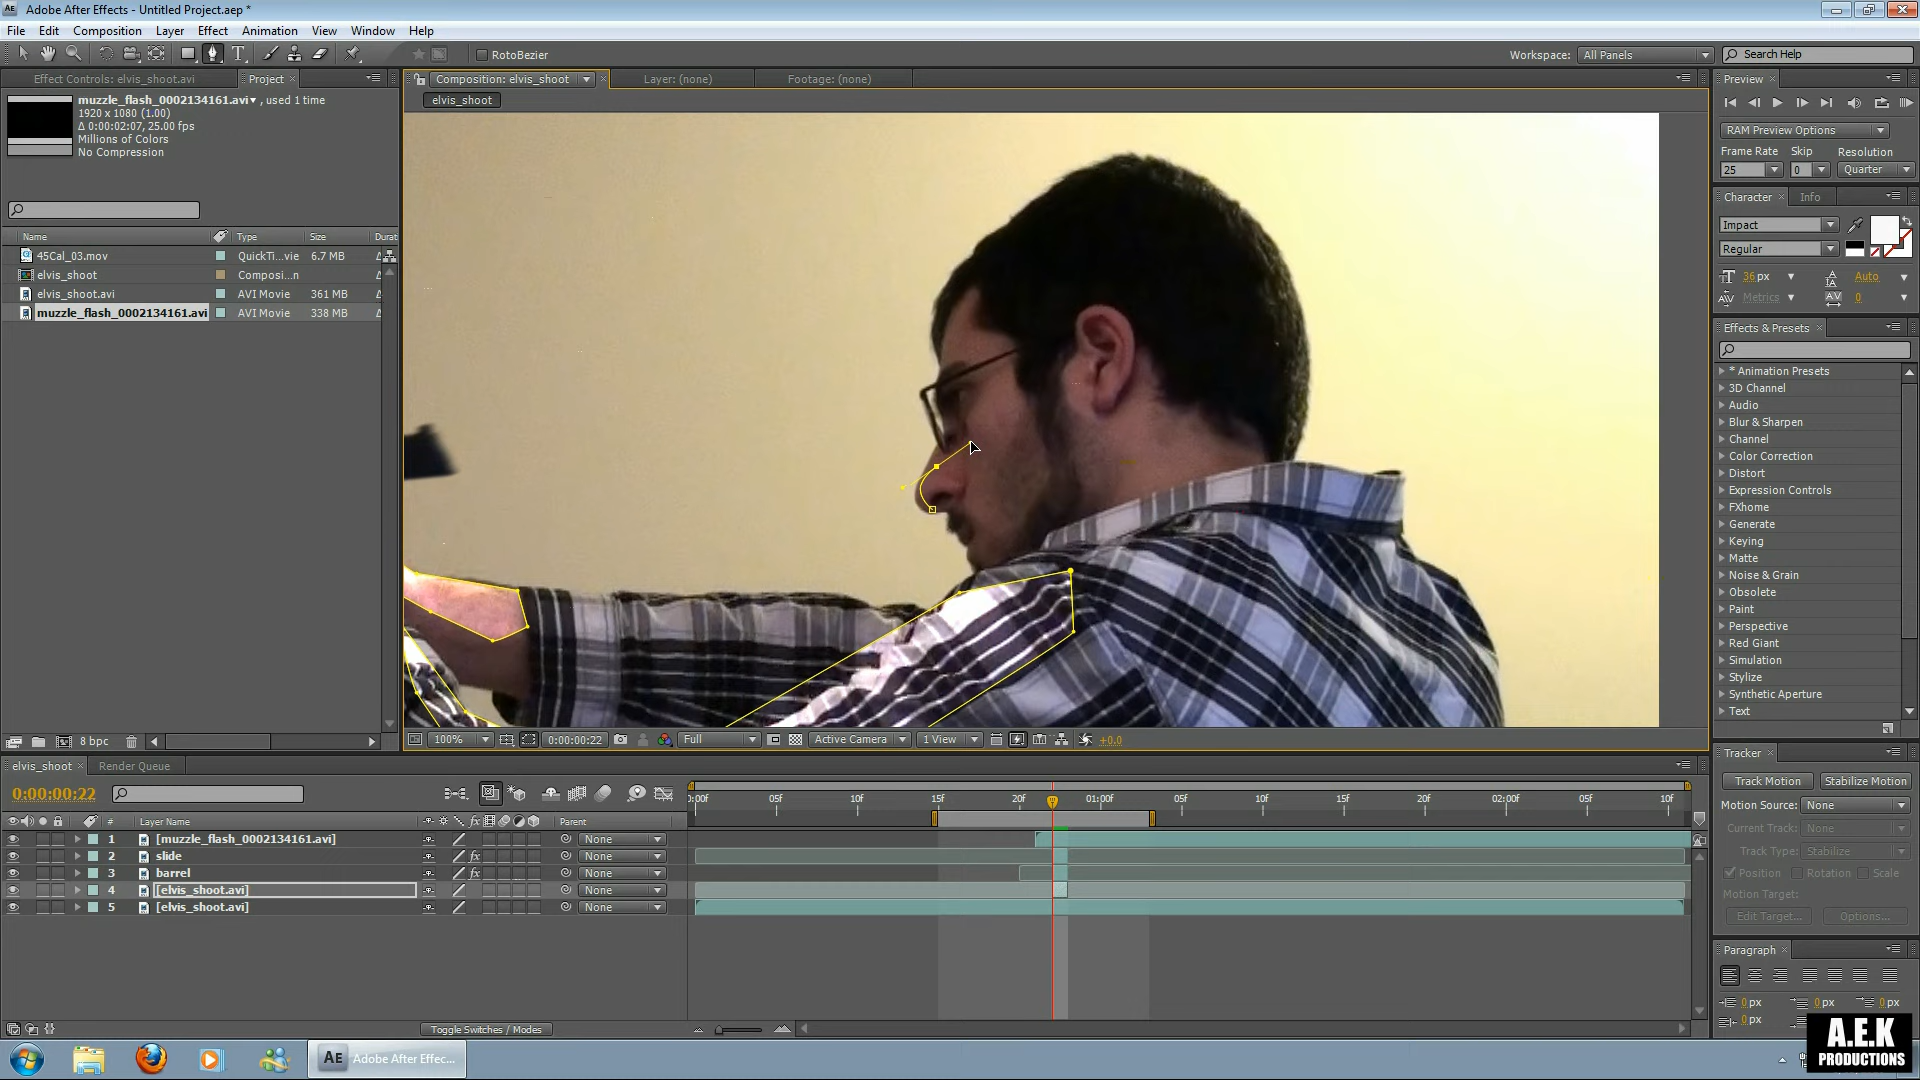 Adobe After Effects - Untitled Project.aep *
File Edit Composition Layer Effect Animation View Window Help
RotoBezier
Workspace: All Panels
Search Help
Effect Controls: elvis_shoot.avi
Project
muzzle_flash_0002134161.avi , used 1 time
1920 x 1080 (1.00)
Δ 0:00:02:07, 25.00 fps
Millions of Colors
No Compression
Name Type Size Durat
45Cal_03.mov QuickTi...vie 6.7 MB
elvis_shoot Composi...n
elvis_shoot.avi AVI Movie 361 MB
muzzle_flash_0002134161.avi AVI Movie 338 MB
8 bpc
Composition: elvis_shoot
Layer: (none)
Footage: (none)
elvis_shoot
100% 0:00:00:22 Full Active Camera 1 View +0.0
Preview
RAM Preview Options
Frame Rate Skip Resolution
25 0 Quarter
Character Info
Impact
Regular
36 px Auto
Metrics 0
Effects & Presets
* Animation Presets
3D Channel
Audio
Blur & Sharpen
Channel
Color Correction
Distort
Expression Controls
FXhome
Generate
Keying
Matte
Noise & Grain
Obsolete
Paint
Perspective
Red Giant
Simulation
Stylize
Synthetic Aperture
Text
Tracker
Track Motion Stabilize Motion
Motion Source: None
Current Track: None
Track Type: Stabilize
Position Rotation Scale
Motion Target:
Edit Target... Options...
Paragraph
0 px 0 px 0 px
0 px
elvis_shoot Render Queue
0:00:00:22
0:00f 05f 10f 15f 20f 01:00f 05f 10f 15f 20f 02:00f 05f 10f
# Layer Name Parent
1 [muzzle_flash_0002134161.avi] None
2 slide None
3 barrel None
4 [elvis_shoot.avi] None
5 [elvis_shoot.avi] None
Toggle Switches / Modes
Adobe After Effec...
A.E.K
PRODUCTIONS